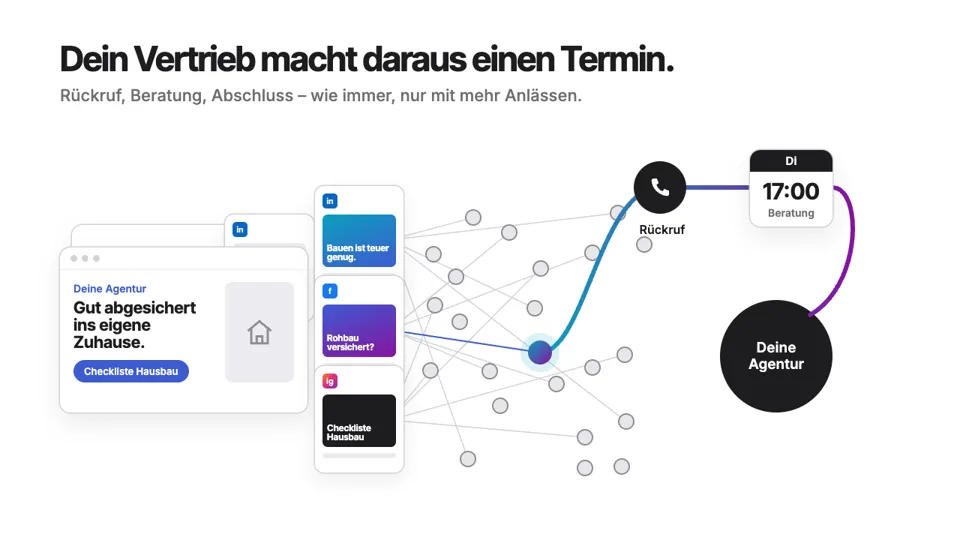 Dein Vertrieb macht daraus einen Termin.
Rückruf, Beratung, Abschluss – wie immer, nur mit mehr Anlässen.
Deine Agentur
Gut abgesichert
ins eigene
Zuhause.
Checkliste Hausbau
in
in
Bauen ist teuer
genug.
f
Rohbau
versichert?
ig
Checkliste
Hausbau
Rückruf
Di
17:00
Beratung
Deine
Agentur